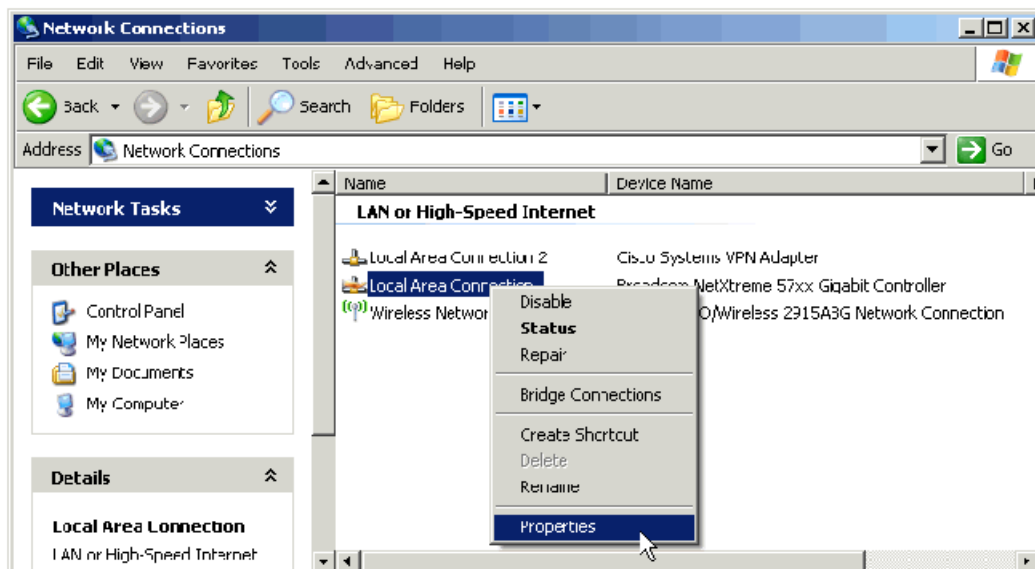 Network Connections
File Edit View Favorites Tools Advanced Help
Back Search Folders
Address Network Connections Go
Name Device Name
Network Tasks
LAN or High-Speed Internet
Local Area Connection 2 Cisco Systems VPN Adapter
Other Places
Local Area Connection Broadcom NetXtreme 57xx Gigabit Controller
Control Panel
Wireless Networ O/Wireless 2915ABG Network Connection
My Network Places
My Documents
My Computer
Disable
Status
Repair
Bridge Connections
Create Shortcut
Delete
Rename
Properties
Details
Local Area Connection
LAN or High-Speed Internet